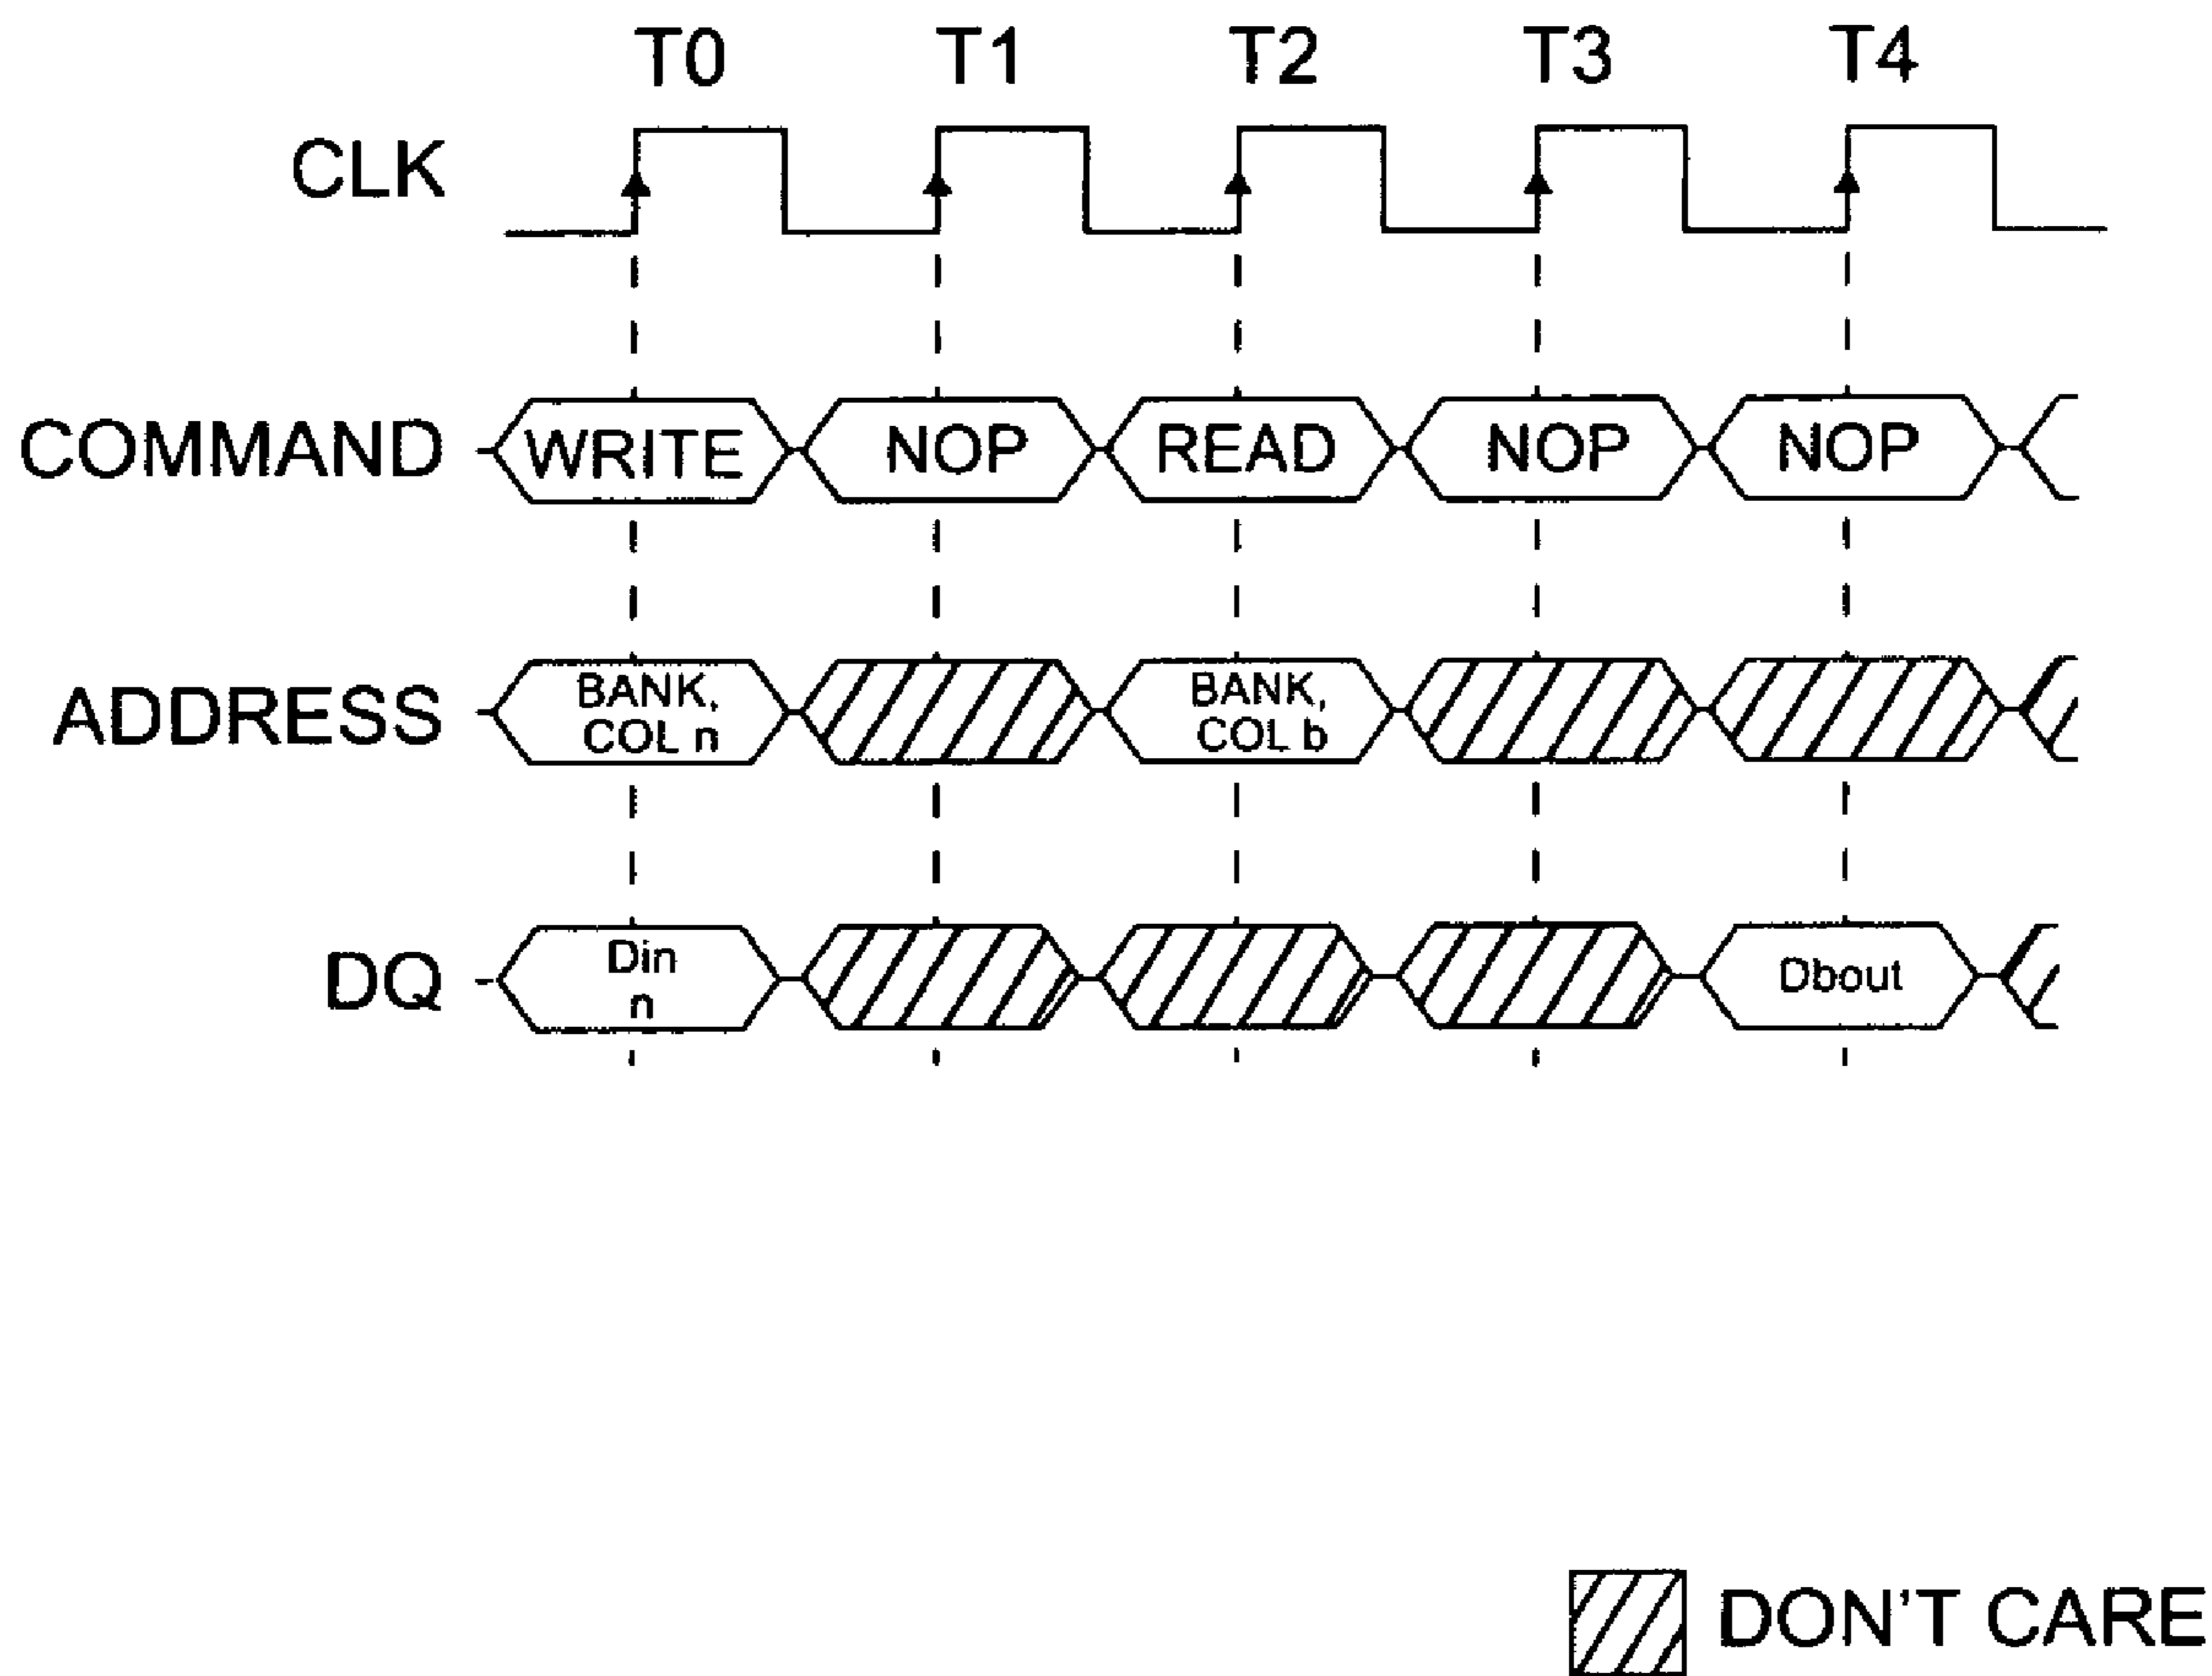 T0 T1 T2 T3 T4
CLK
COMMAND WRITE NOP READ NOP NOP
ADDRESS BANK, COL n BANK, COL b
DQ Din n Dbout
DON'T CARE